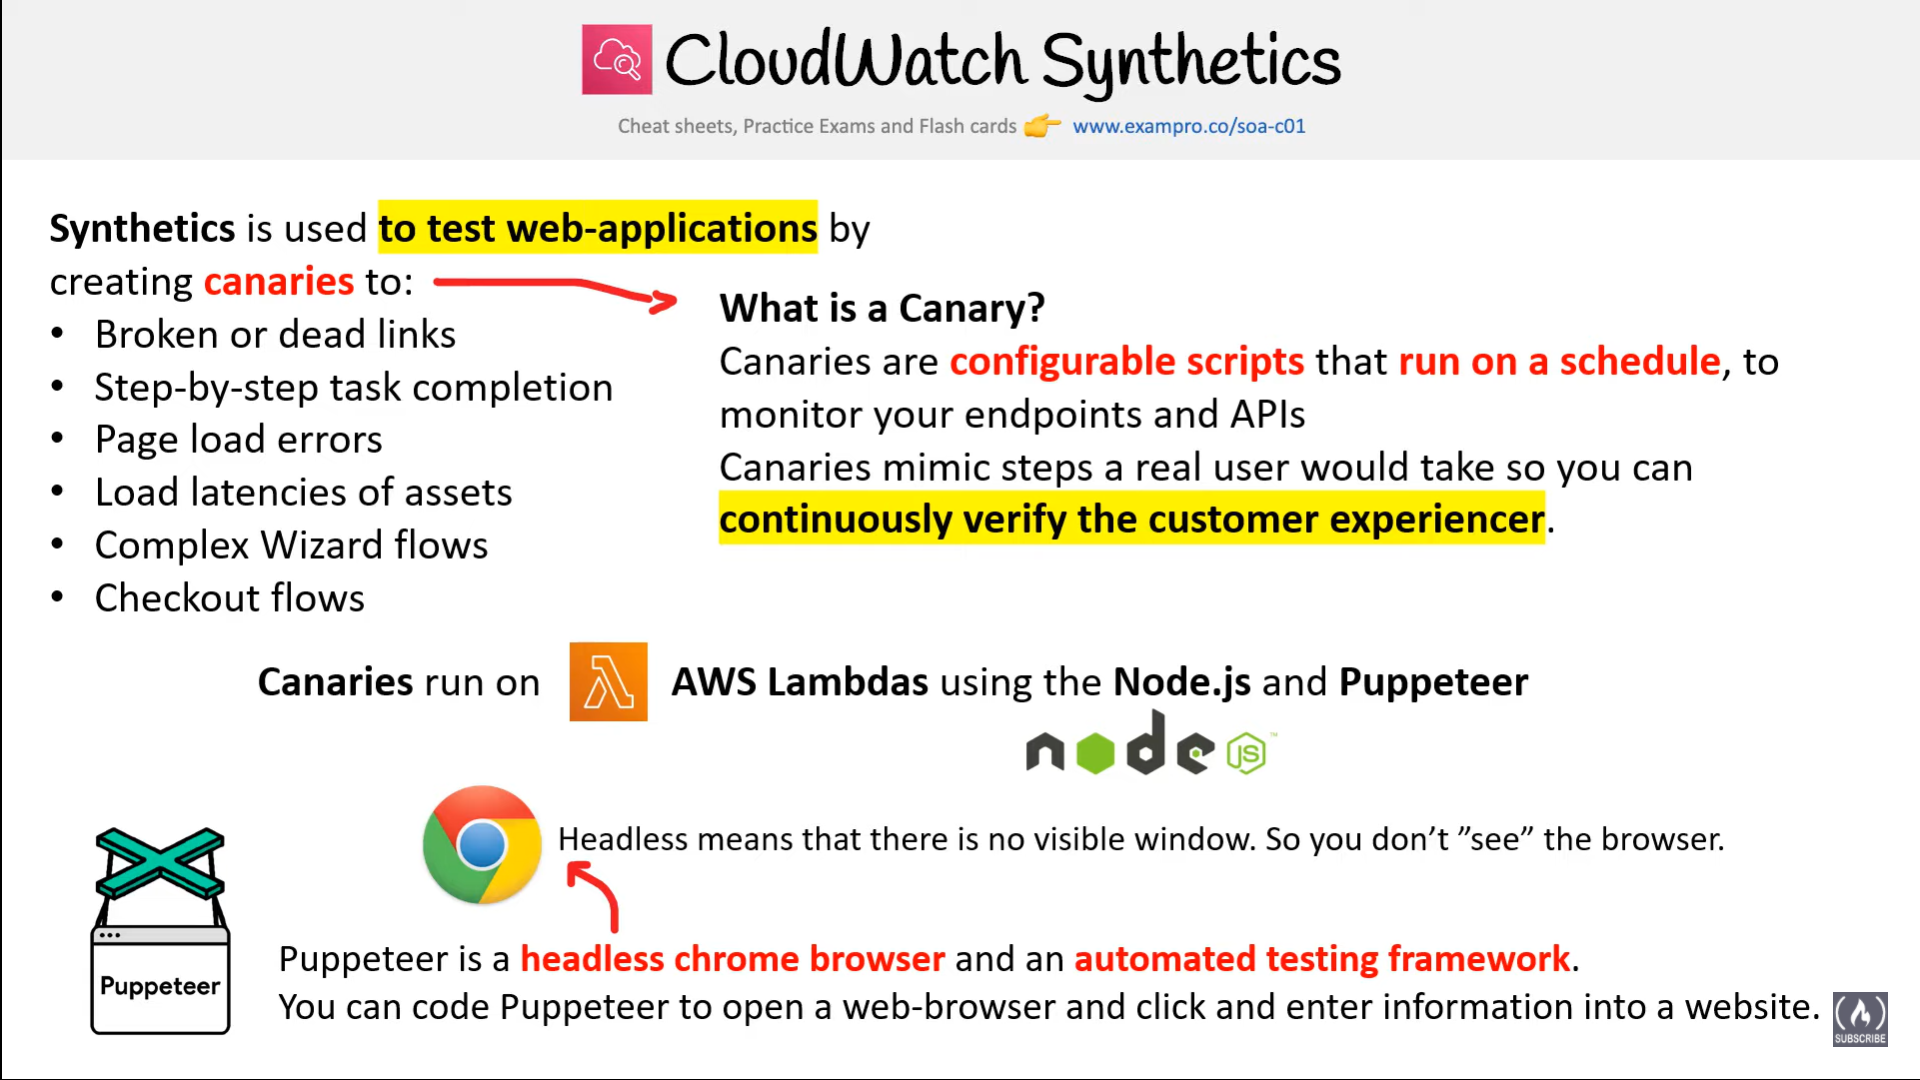 CloudWatch Synthetics
Cheat sheets, Practice Exams and Flash cards 👉 www.exampro.co/soa-c01
Synthetics is used to test web-applications by
creating canaries to:
• Broken or dead links
• Step-by-step task completion
• Page load errors
• Load latencies of assets
• Complex Wizard flows
• Checkout flows
What is a Canary?
Canaries are configurable scripts that run on a schedule, to
monitor your endpoints and APIs
Canaries mimic steps a real user would take so you can
continuously verify the customer experiencer.
Canaries run on AWS Lambdas using the Node.js and Puppeteer
node JS ™
Headless means that there is no visible window. So you don’t ”see” the browser.
Puppeteer
Puppeteer is a headless chrome browser and an automated testing framework.
You can code Puppeteer to open a web-browser and click and enter information into a website.
SUBSCRIBE